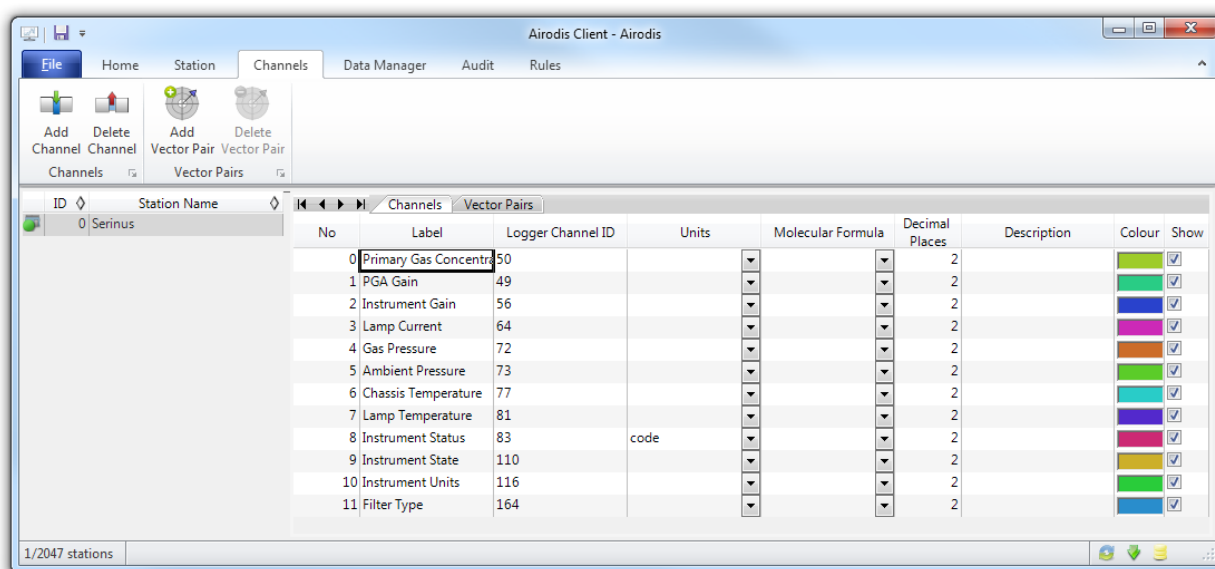 Airodis Client - Airodis
File Home Station Channels Data Manager Audit Rules
Add Channel
Delete Channel
Add Vector Pair
Delete Vector Pair
Channels Vector Pairs
ID Station Name
0 Serinus
Channels Vector Pairs
No Label Logger Channel ID Units Molecular Formula Decimal Places Description Colour Show
0 Primary Gas Concentra 50 2
1 PGA Gain 49 2
2 Instrument Gain 56 2
3 Lamp Current 64 2
4 Gas Pressure 72 2
5 Ambient Pressure 73 2
6 Chassis Temperature 77 2
7 Lamp Temperature 81 2
8 Instrument Status 83 code 2
9 Instrument State 110 2
10 Instrument Units 116 2
11 Filter Type 164 2
1/2047 stations